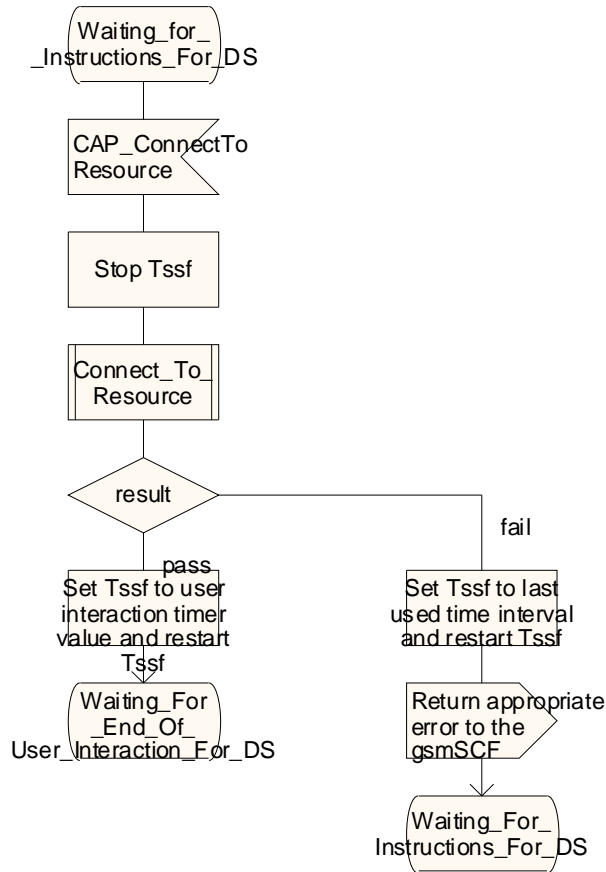 Waiting_for_
_Instructions_For_DS
CAP_ConnectTo
Resource
Stop Tssf
Connect_To_
Resource
result
pass
fail
Set Tssf to user
interaction timer
value and restart
Tssf
Set Tssf to last
used time interval
and restart Tssf
Waiting_For
_End_Of_
User_Interaction_For_DS
Return appropriate
error to the
gsmSCF
Waiting_For_
Instructions_For_DS